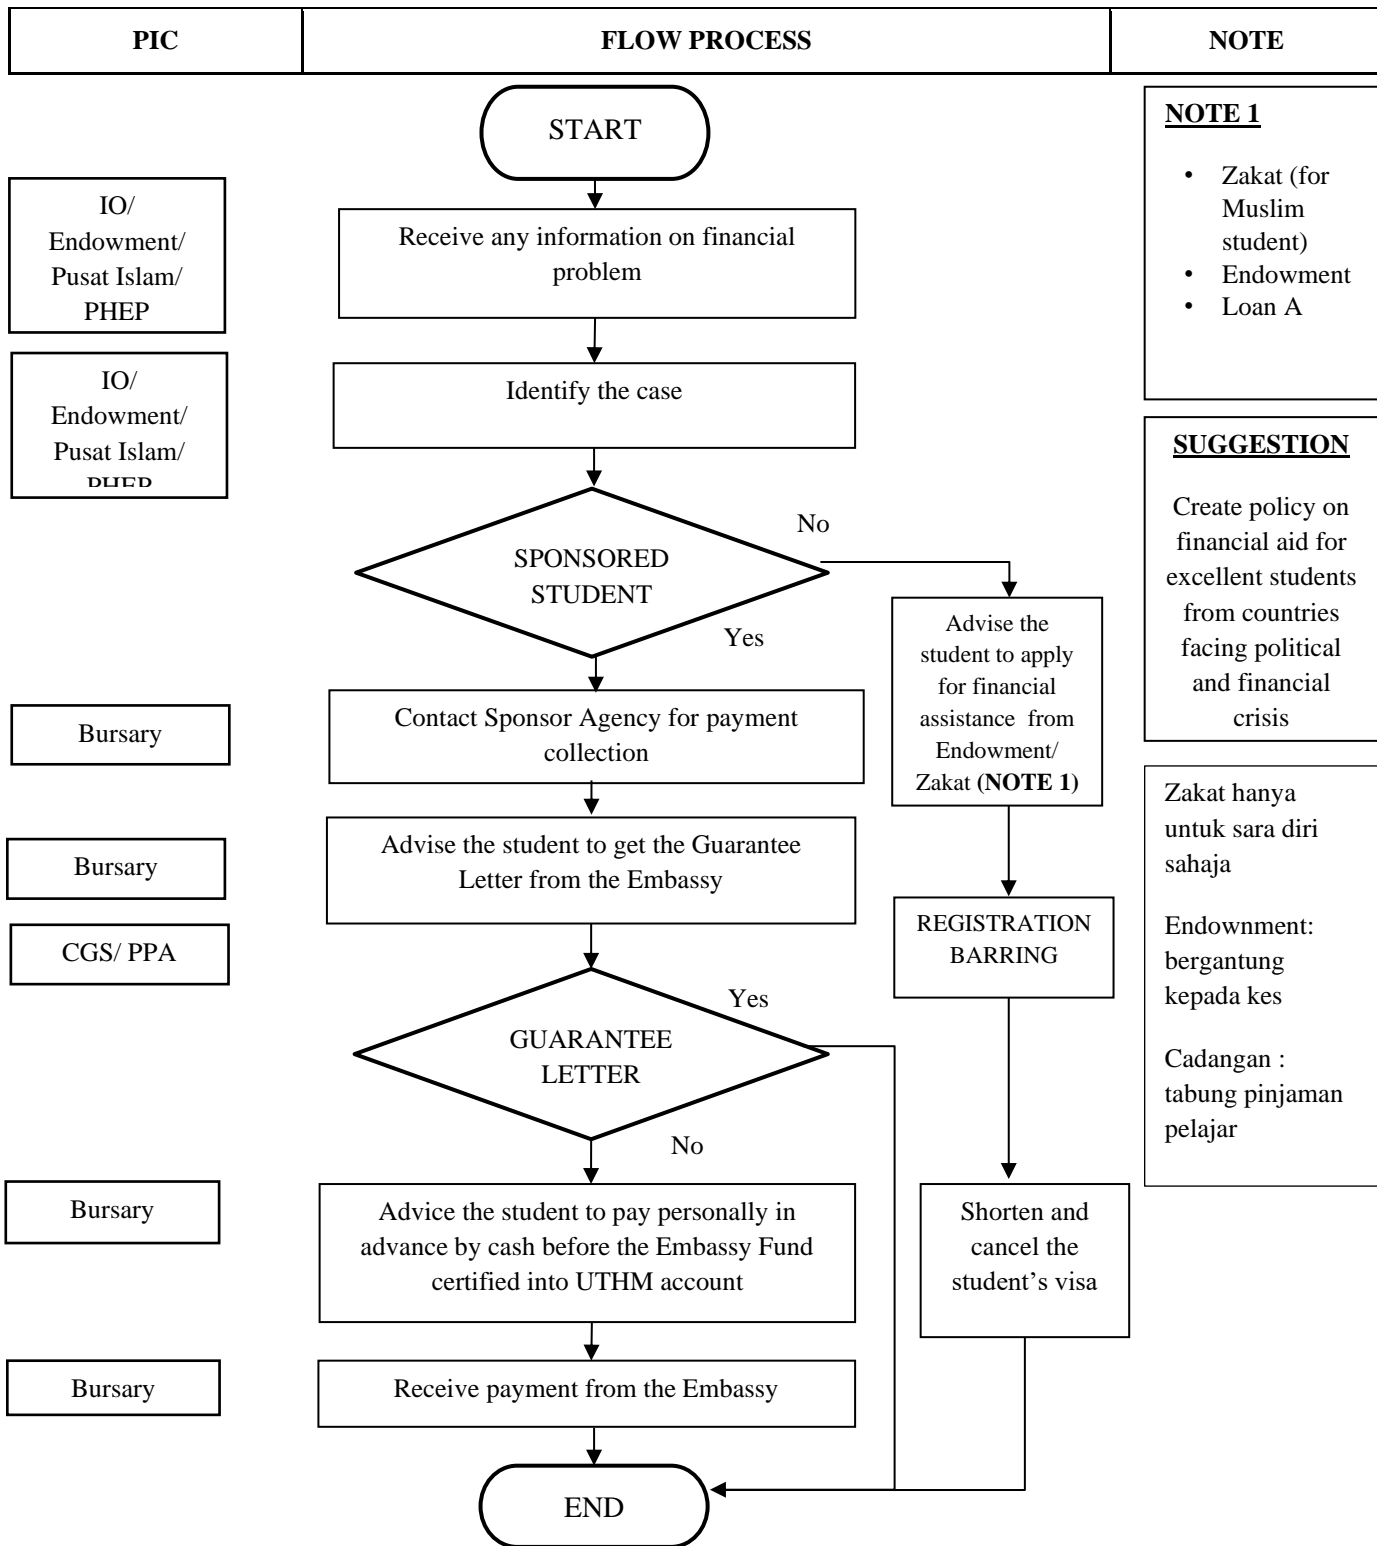 PIC
FLOW PROCESS
NOTE
START
IO/
Endowment/
Pusat Islam/
PHEP
Receive any information on financial
problem
NOTE 1
• Zakat (for
Muslim
student)
• Endowment
• Loan A
IO/
Endowment/
Pusat Islam/
PHEP
Identify the case
SUGGESTION
Create policy on
financial aid for
excellent students
from countries
facing political
and financial
crisis
SPONSORED
STUDENT
No
Yes
Advise the
student to apply
for financial
assistance from
Endowment/
Zakat (NOTE 1)
Bursary
Contact Sponsor Agency for payment
collection
Zakat hanya
untuk sara diri
sahaja
Endownment:
bergantung
kepada kes
Cadangan :
tabung pinjaman
pelajar
Bursary
Advise the student to get the Guarantee
Letter from the Embassy
REGISTRATION
BARRING
CGS/ PPA
GUARANTEE
LETTER
Yes
No
Bursary
Advice the student to pay personally in
advance by cash before the Embassy Fund
certified into UTHM account
Shorten and
cancel the
student’s visa
Bursary
Receive payment from the Embassy
END